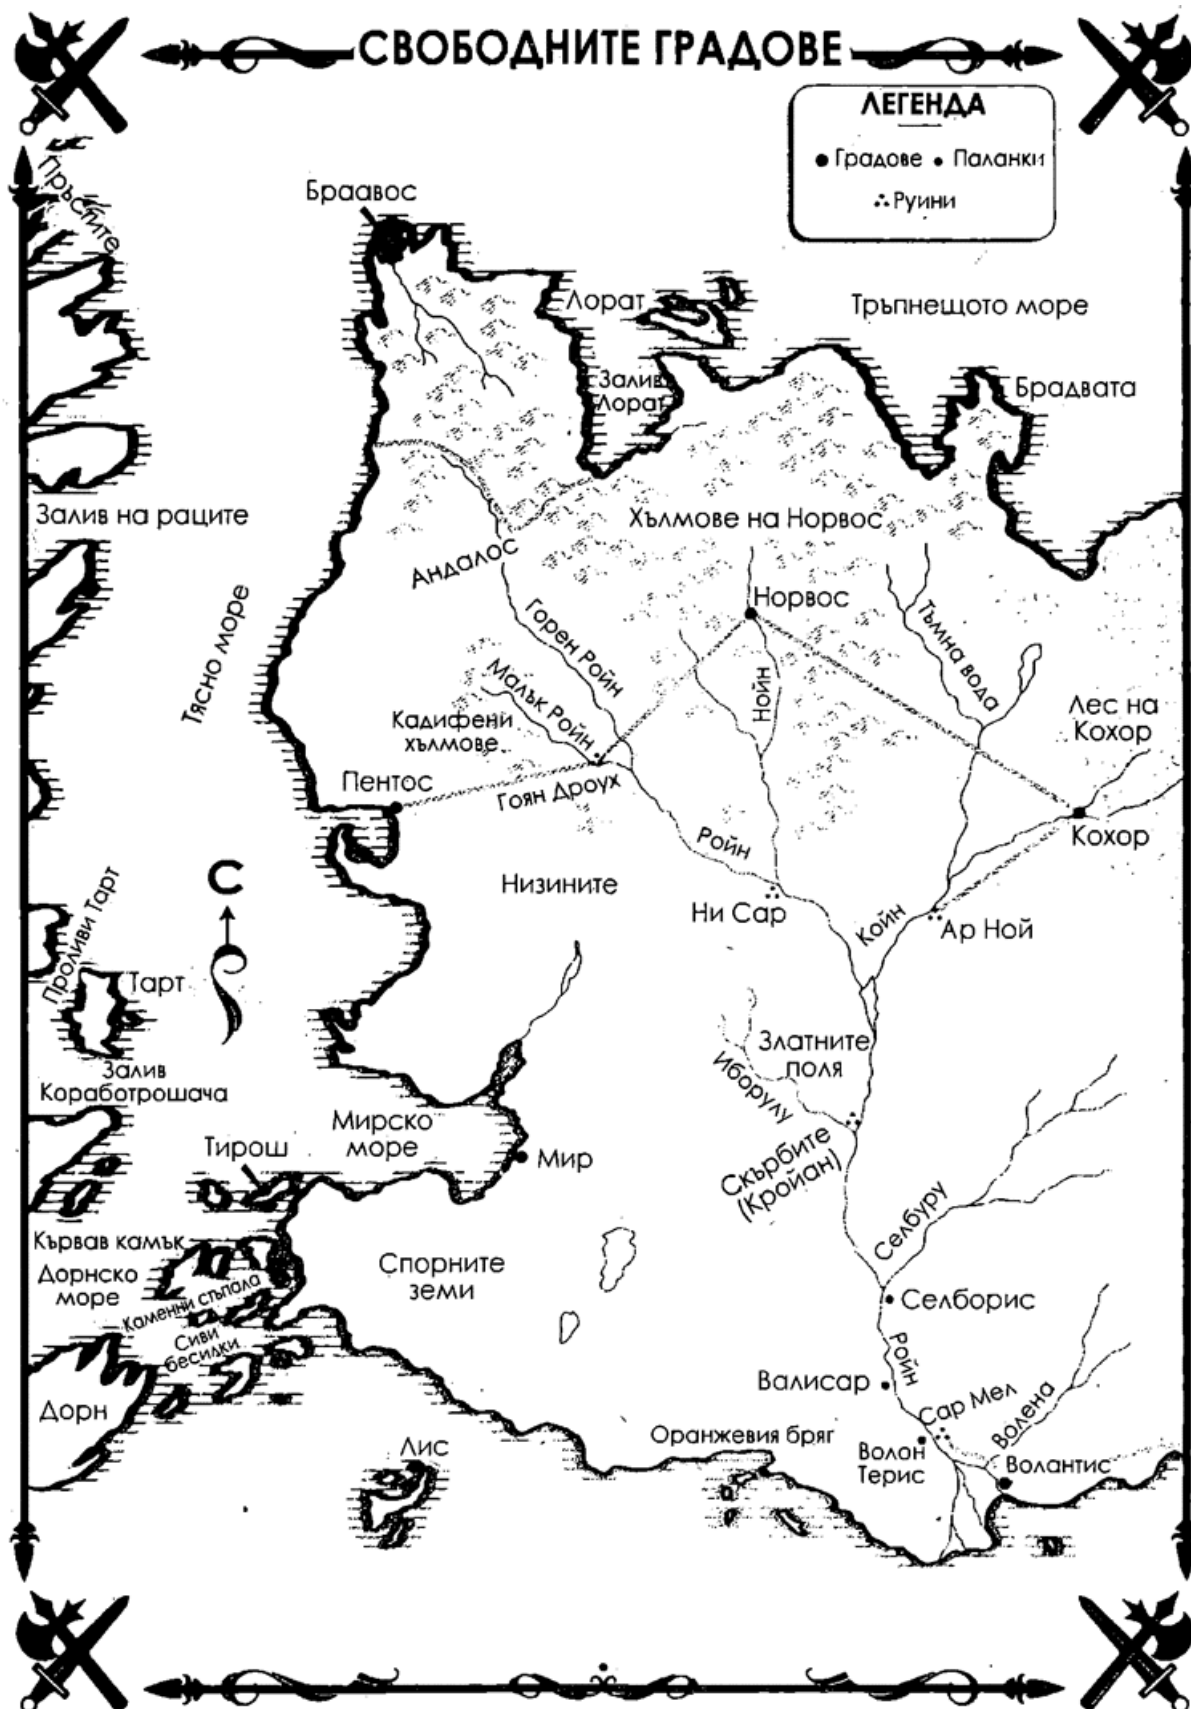 СВОБОДНИТЕ ГРАДОВЕ
ЛЕГЕНДА
Градове
Паланки
Руини
Пръстите
Браавос
Лорат
Тръпнещото море
Залив
Лорат
Брадвата
Залив на раците
Хълмове на Норвос
Андалос
Норвос
Тясно море
Горен Ройн
Малък Ройн
Нойн
Тъмна вода
Лес на
Кохор
Кадифени
хълмове
Пентос
Гоян Дроух
Ройн
Кохор
С
Низините
Ни Сар
Койн
Ар Ной
Проливи Тарт
Тарт
Златните
поля
Иборулу
Залив
Коработрошача
Мирско
море
Тирош
Мир
Скърбите
(Кройан)
Селбуру
Кървав камък
Дорнско
море
Каменни стъпала
Сиви
бесилки
Спорните
земи
Селборис
Ройн
Валисар
Дорн
Сар Мел
Волена
Лис
Оранжевия бряг
Волон
Терис
Волантис